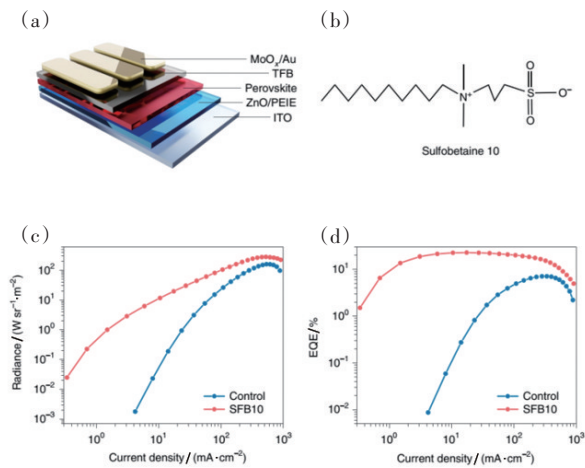 (a)
MoOₓ/Au
TFB
Perovskite
ZnO/PEIE
ITO
(b)
N⁺
O
S
O⁻
O
Sulfobetaine 10
(c)
Radiance/(W sr⁻¹·m⁻²)
10²
10¹
10⁰
10⁻¹
10⁻²
10⁻³
10⁰
10¹
10²
10³
Control
SFB10
Current density/(mA·cm⁻²)
(d)
EQE/%
10¹
10⁰
10⁻¹
10⁻²
10⁰
10¹
10²
10³
Control
SFB10
Current density/(mA·cm⁻²)